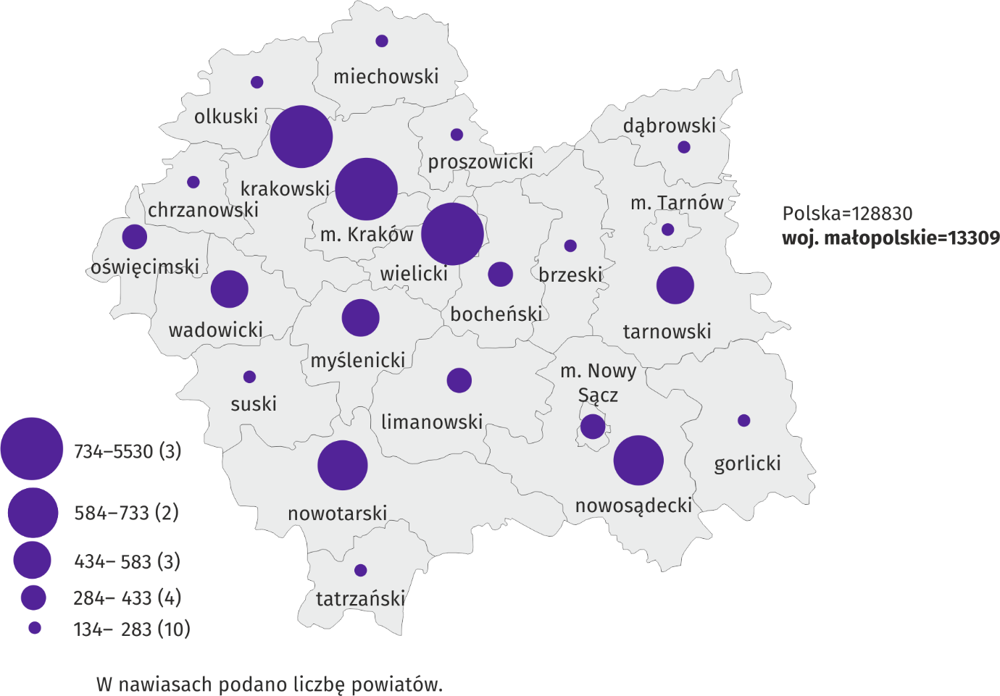 miechowski
olkuski
dąbrowski
proszowicki
krakowski
m. Tarnów
chrzanowski
Polska=128830
woj. małopolskie=13309
m. Kraków
oświęcimski
wielicki
brzeski
bocheński
wadowicki
tarnowski
myślenicki
m. Nowy
Sącz
suski
limanowski
734–5530 (3)
gorlicki
nowosądecki
584–733 (2)
nowotarski
434– 583 (3)
284– 433 (4)
tatrzański
134– 283 (10)
W nawiasach podano liczbę powiatów.